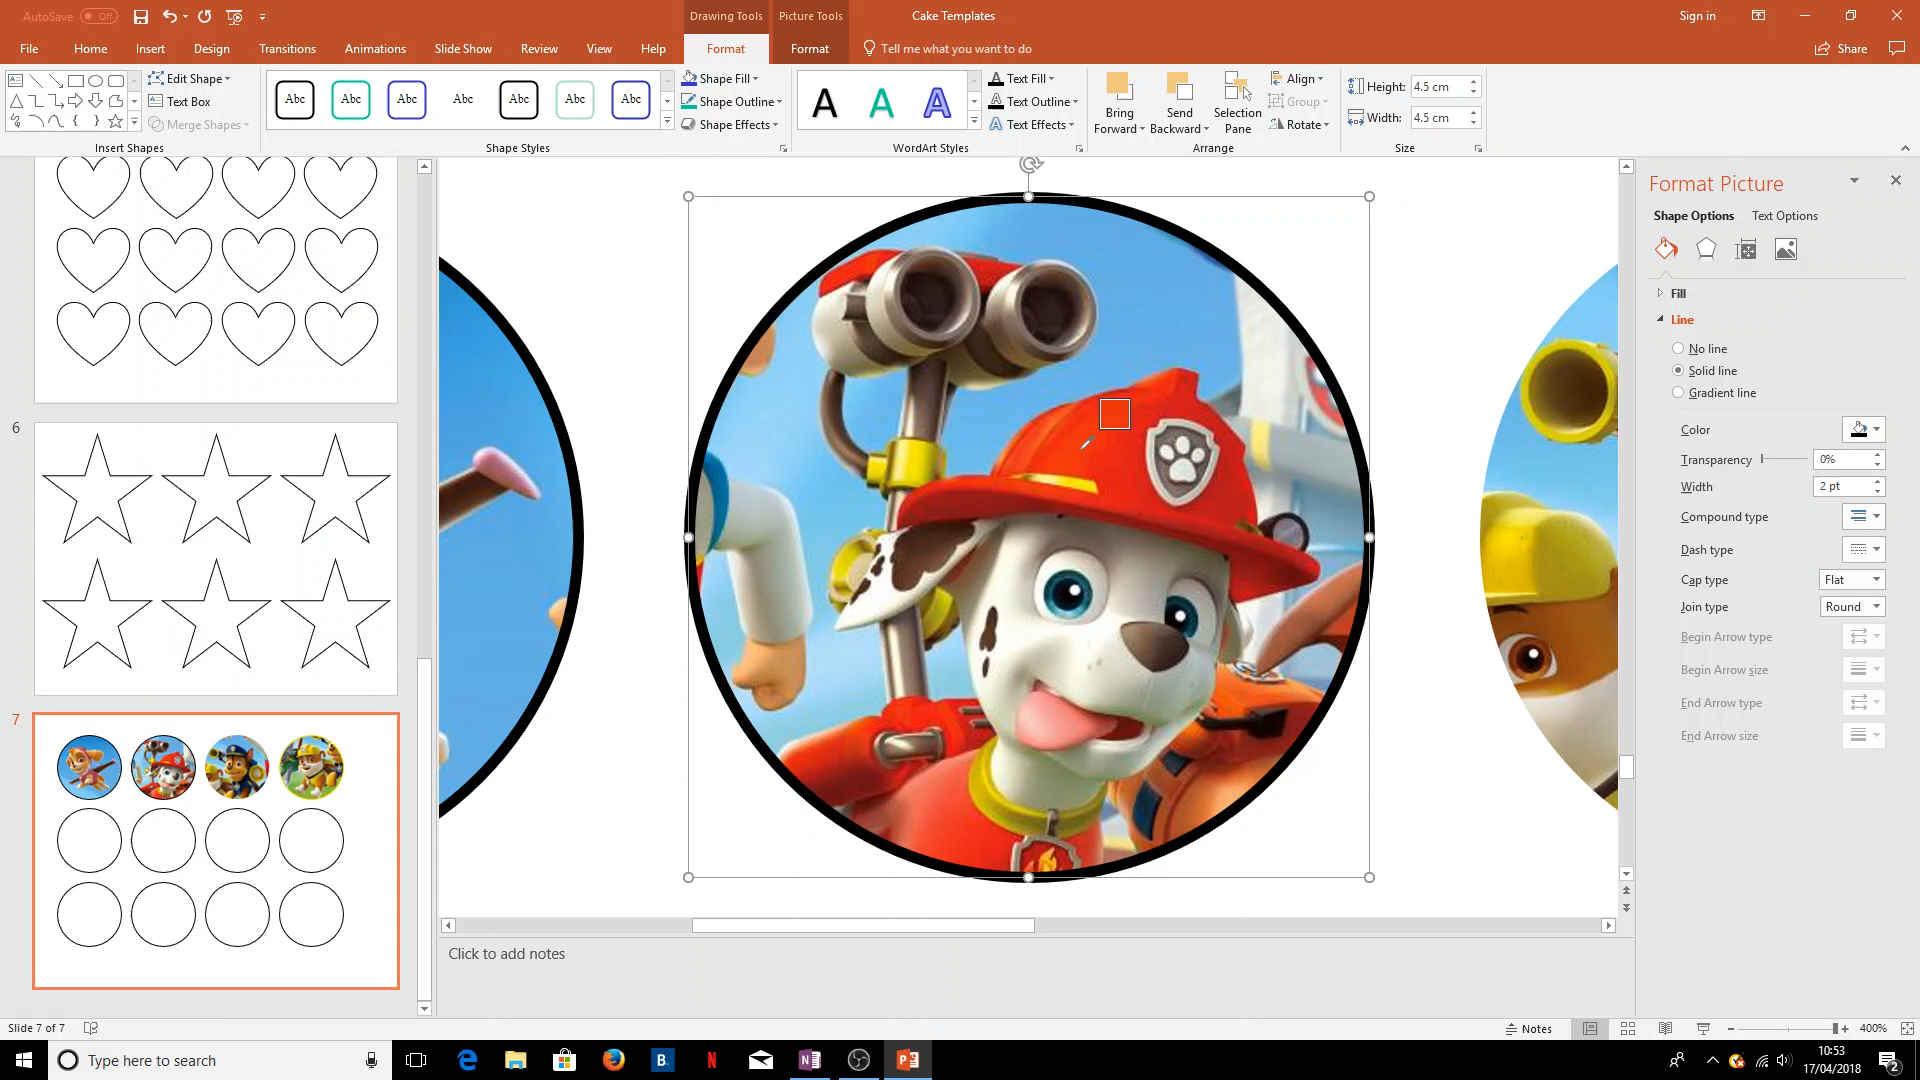 AutoSave Off
Drawing Tools Picture Tools
Cake Templates
Sign in
File Home Insert Design Transitions Animations Slide Show Review View Help Format Format Tell me what you want to do
Share
Edit Shape
Text Box
Merge Shapes
Insert Shapes
Abc Abc Abc Abc Abc Abc Abc
Shape Fill
Shape Outline
Shape Effects
Shape Styles
A A A
Text Fill
Text Outline
Text Effects
WordArt Styles
Bring Forward
Send Backward
Selection Pane
Align
Group
Rotate
Arrange
Height: 4.5 cm
Width: 4.5 cm
Size
6
7
Format Picture
Shape Options Text Options
Fill
Line
No line
Solid line
Gradient line
Color
Transparency 0%
Width 2 pt
Compound type
Dash type
Cap type Flat
Join type Round
Begin Arrow type
Begin Arrow size
End Arrow type
End Arrow size
Click to add notes
Slide 7 of 7
Notes
400%
Type here to search
B.
N
10:53
17/04/2018
2